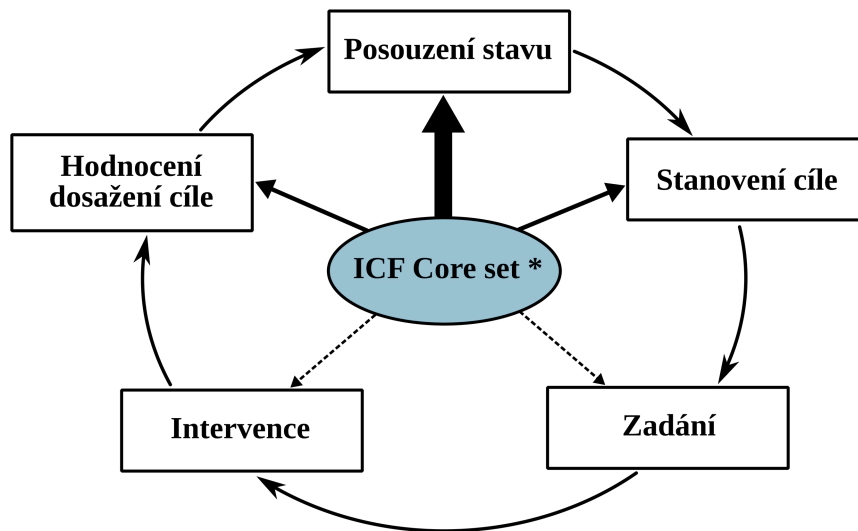 Posouzení stavu
Hodnocení
dosažení cíle
Stanovení cíle
ICF Core set *
Intervence
Zadání